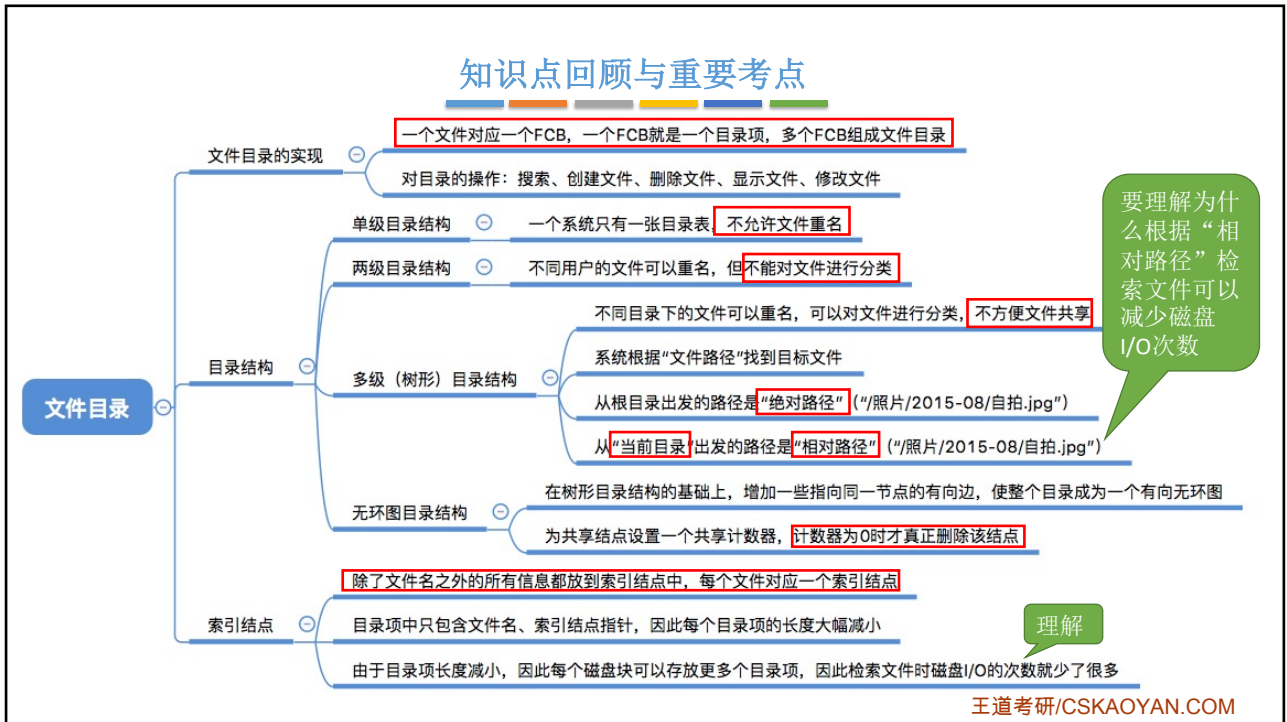 知识点回顾与重要考点
文件目录
文件目录的实现
一个文件对应一个FCB，一个FCB就是一个目录项，多个FCB组成文件目录
对目录的操作：搜索、创建文件、删除文件、显示文件、修改文件
目录结构
单级目录结构
一个系统只有一张目录表，不允许文件重名
两级目录结构
不同用户的文件可以重名，但不能对文件进行分类
多级（树形）目录结构
不同目录下的文件可以重名，可以对文件进行分类，不方便文件共享
系统根据“文件路径”找到目标文件
从根目录出发的路径是“绝对路径”（“/照片/2015-08/自拍.jpg”）
从“当前目录”出发的路径是“相对路径”（“/照片/2015-08/自拍.jpg”）
要理解为什
么根据“相
对路径”检
索文件可以
减少磁盘
I/O次数
无环图目录结构
在树形目录结构的基础上，增加一些指向同一节点的有向边，使整个目录成为一个有向无环图
为共享结点设置一个共享计数器，计数器为0时才真正删除该结点
索引结点
除了文件名之外的所有信息都放到索引结点中，每个文件对应一个索引结点
目录项中只包含文件名、索引结点指针，因此每个目录项的长度大幅减小
由于目录项长度减小，因此每个磁盘块可以存放更多个目录项，因此检索文件时磁盘I/O的次数就少了很多
理解
王道考研/CSKAOYAN.COM